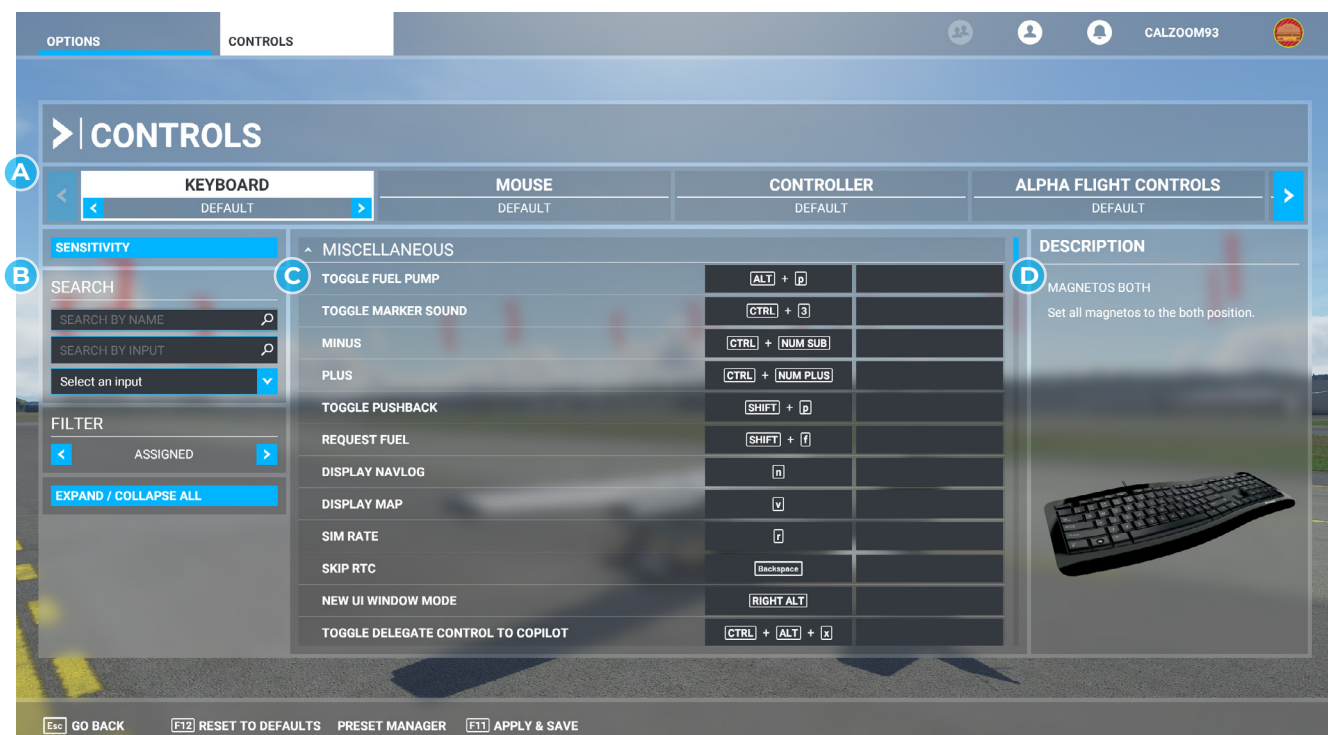 OPTIONS
CONTROLS
CALZOOM93
CONTROLS
A
KEYBOARD
MOUSE
CONTROLLER
ALPHA FLIGHT CONTROLS
DEFAULT
DEFAULT
DEFAULT
DEFAULT
SENSITIVITY
B
SEARCH
SEARCH BY NAME
SEARCH BY INPUT
Select an input
FILTER
ASSIGNED
EXPAND / COLLAPSE ALL
MISCELLANEOUS
C
TOGGLE FUEL PUMP ALT + p
TOGGLE MARKER SOUND CTRL + 3
MINUS CTRL + NUM SUB
PLUS CTRL + NUM PLUS
TOGGLE PUSHBACK SHIFT + p
REQUEST FUEL SHIFT + f
DISPLAY NAVLOG n
DISPLAY MAP v
SIM RATE r
SKIP RTC Backspace
NEW UI WINDOW MODE RIGHT ALT
TOGGLE DELEGATE CONTROL TO COPILOT CTRL + ALT + x
DESCRIPTION
D
MAGNETOS BOTH
Set all magnetos to the both position.
Esc GO BACK F12 RESET TO DEFAULTS PRESET MANAGER F11 APPLY & SAVE